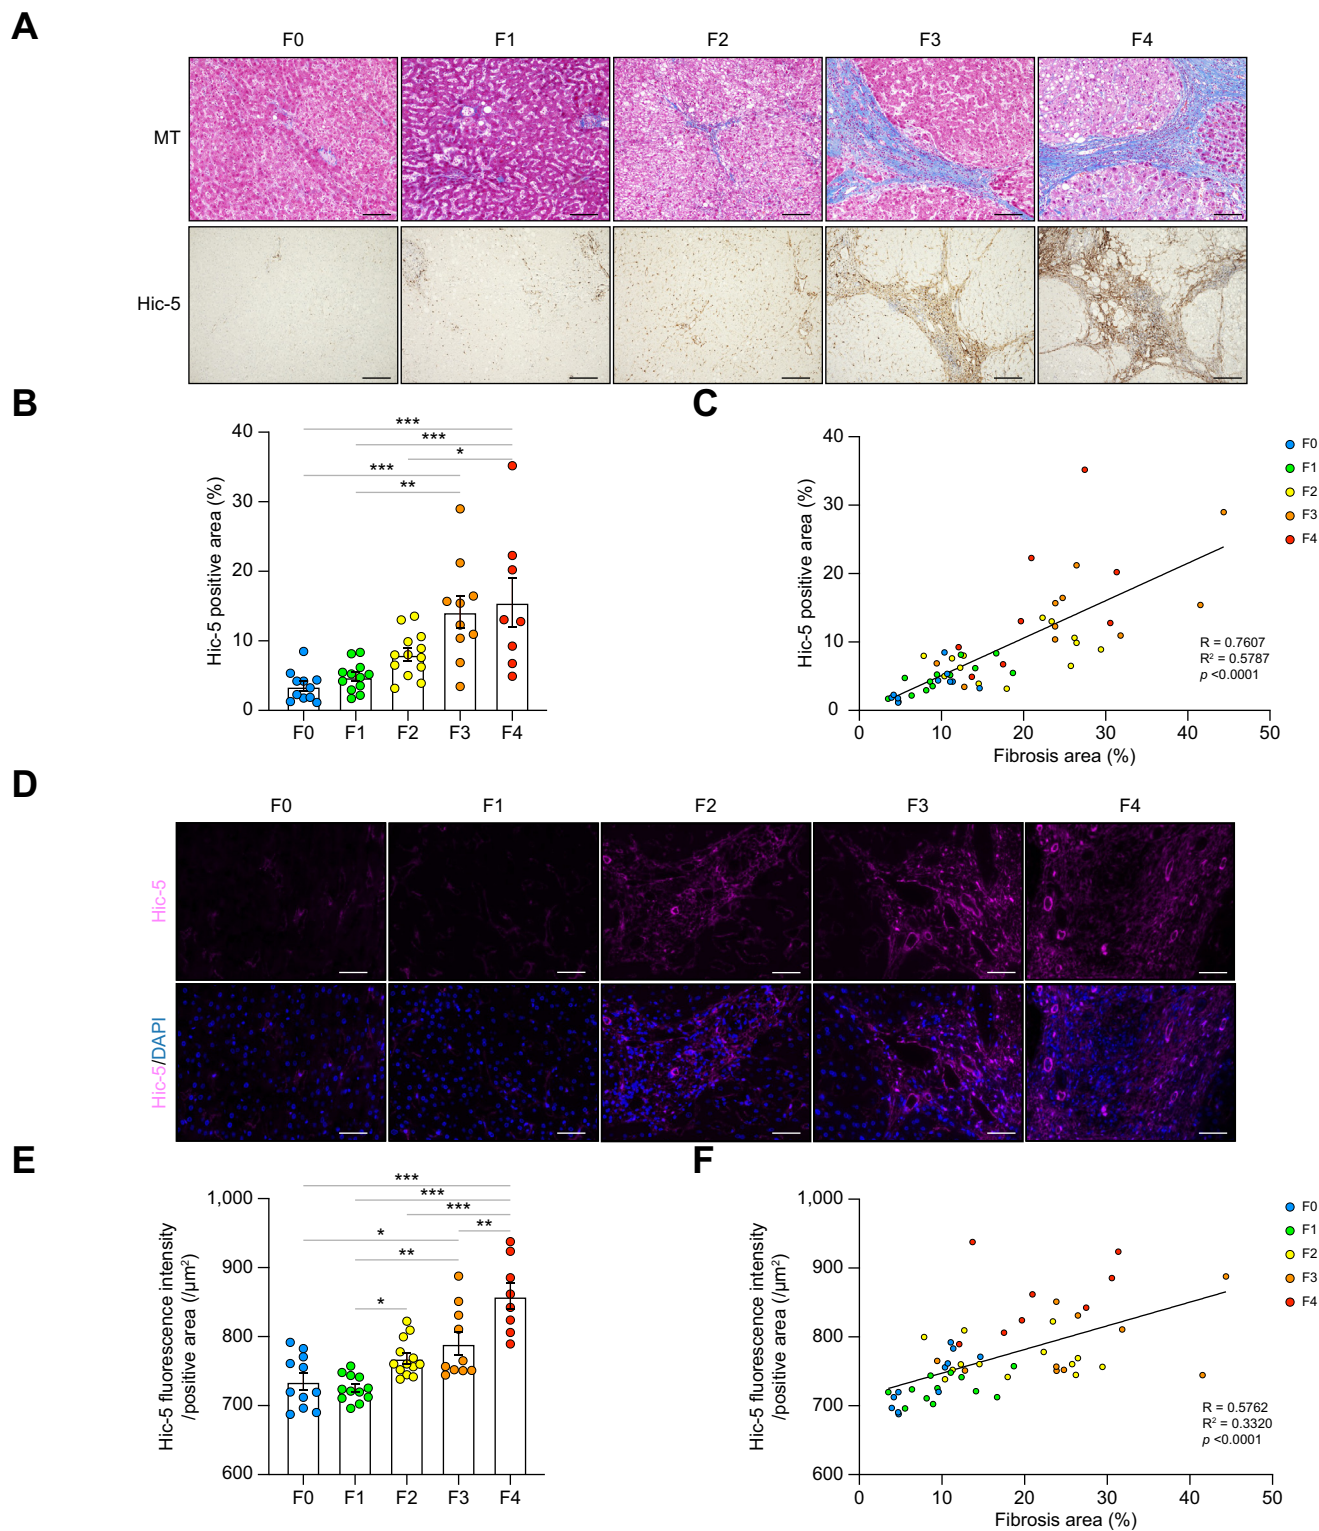 A
F0 F1 F2 F3 F4
MT
Hic-5
B
Hic-5 positive area (%)
40
30
20
10
0
***
***
*
***
**
F0 F1 F2 F3 F4
C
Hic-5 positive area (%)
40
30
20
10
0
0 10 20 30 40 50
Fibrosis area (%)
R = 0.7607
R² = 0.5787
p <0.0001
F0
F1
F2
F3
F4
D
F0 F1 F2 F3 F4
Hic-5
Hic-5/DAPI
E
Hic-5 fluorescence intensity
/positive area (/µm²)
1,000
900
800
700
600
***
***
***
**
*
**
*
F0 F1 F2 F3 F4
F
Hic-5 fluorescence intensity
/positive area (/µm²)
1,000
900
800
700
600
0 10 20 30 40 50
Fibrosis area (%)
R = 0.5762
R² = 0.3320
p <0.0001
F0
F1
F2
F3
F4